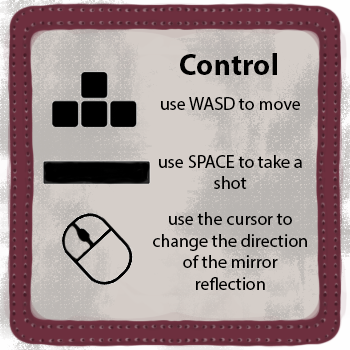 Control
use WASD to move
use SPACE to take a
shot
use the cursor to
change the direction
of the mirror
reflection